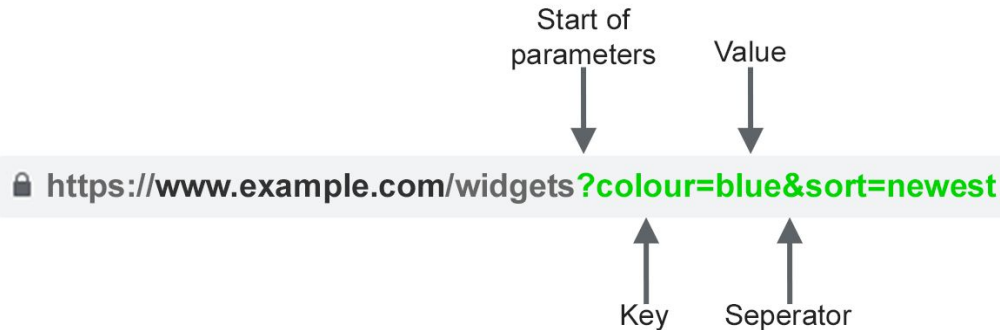 Start of
parameters
Value
https://www.example.com/widgets?colour=blue&sort=newest
Key
Seperator